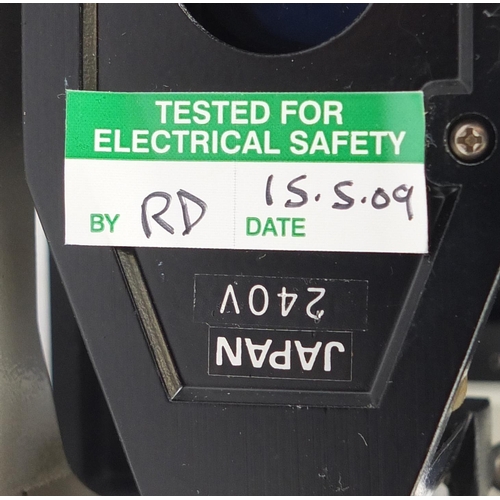 TESTED FOR
ELECTRICAL SAFETY
BY RD DATE 15.5.09
JAPAN
240V